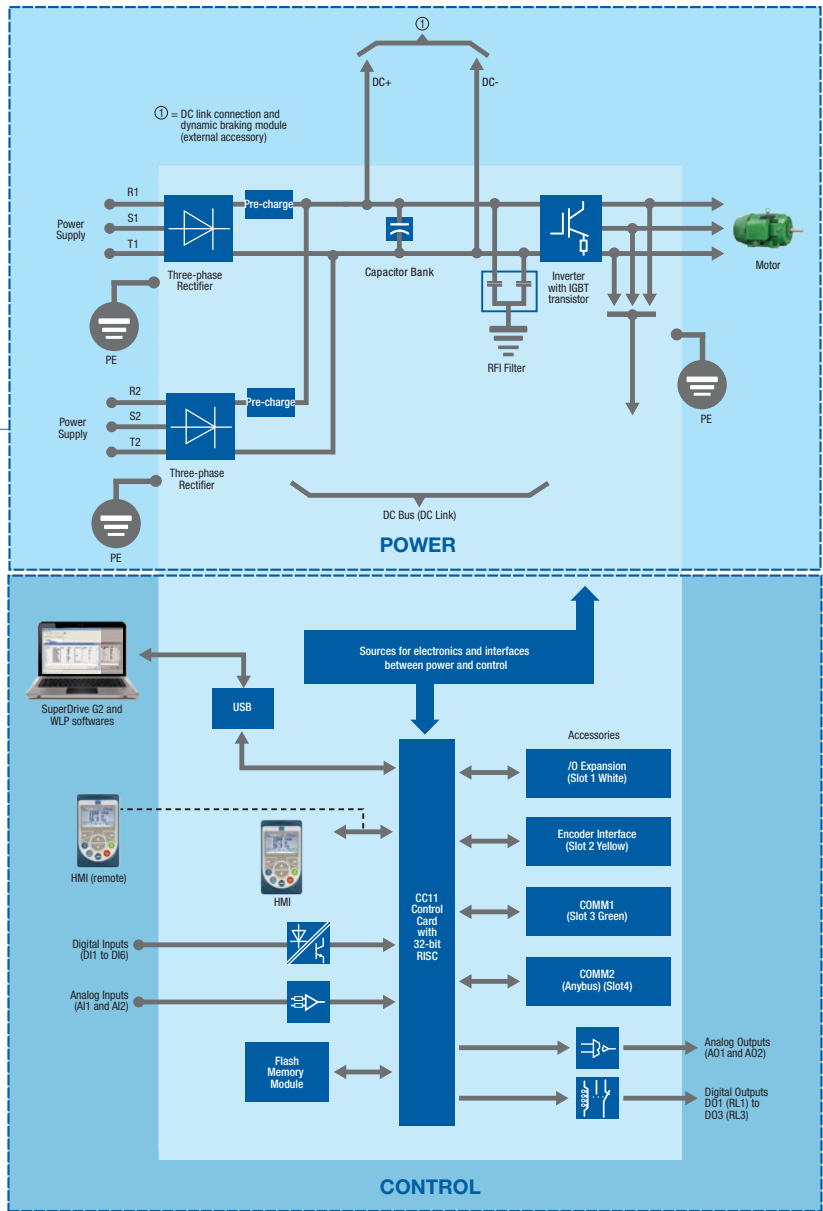 ①
DC+
DC-
① = DC link connection and
dynamic braking module
(external accessory)
R1
Power
Supply
S1
T1
Pre-charge
Three-phase
Rectifier
Capacitor Bank
Inverter
with IGBT
transistor
Motor
PE
RFI Filter
PE
R2
Power
Supply
S2
T2
Pre-charge
Three-phase
Rectifier
PE
DC Bus (DC Link)
POWER
Sources for electronics and interfaces
between power and control
SuperDrive G2 and
WLP softwares
USB
Accessories
/O Expansion
(Slot 1 White)
HMI (remote)
HMI
Encoder Interface
(Slot 2 Yellow)
CC11
Control
Card
with
32-bit
RISC
COMM1
(Slot 3 Green)
Digital Inputs
(DI1 to DI6)
COMM2
(Anybus) (Slot4)
Analog Inputs
(AI1 and AI2)
Flash
Memory
Module
Analog Outputs
(AO1 and AO2)
Digital Outputs
DO1 (RL1) to
DO3 (RL3)
CONTROL